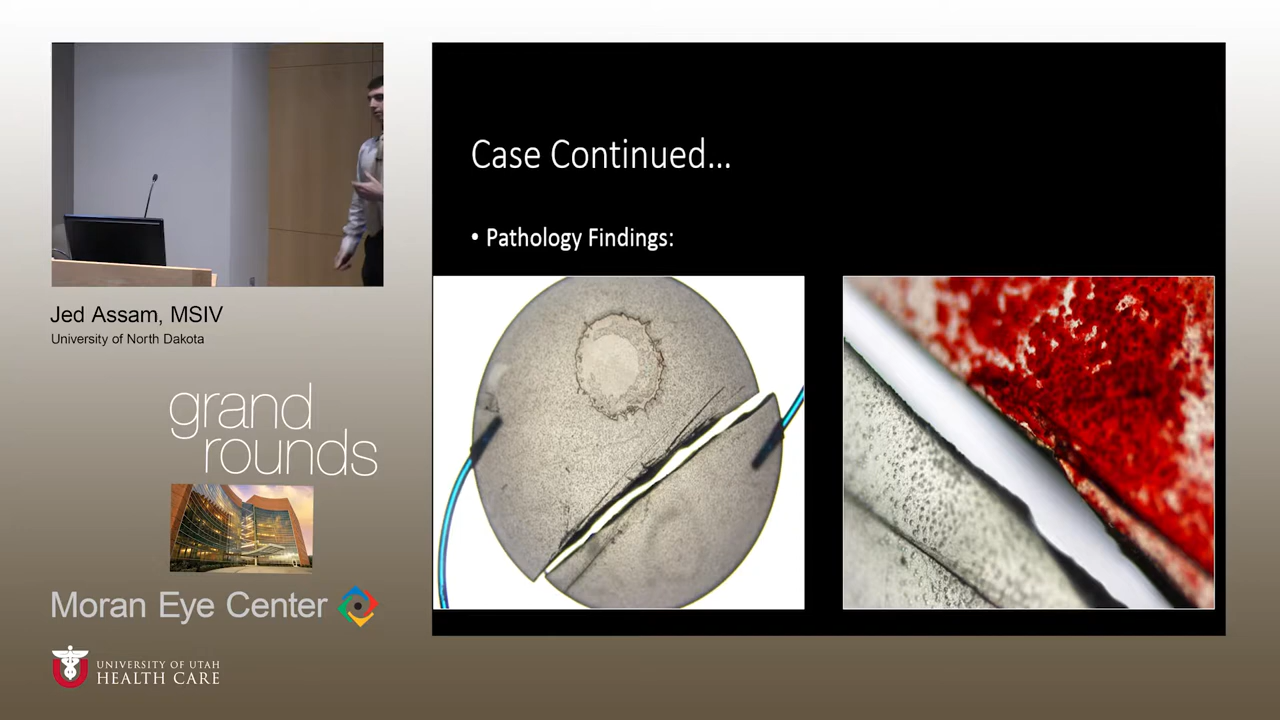 Case Continued...
• Pathology Findings:
Jed Assam, MSIV
University of North Dakota
grand
rounds
Moran Eye Center
UNIVERSITY OF UTAH
HEALTH CARE